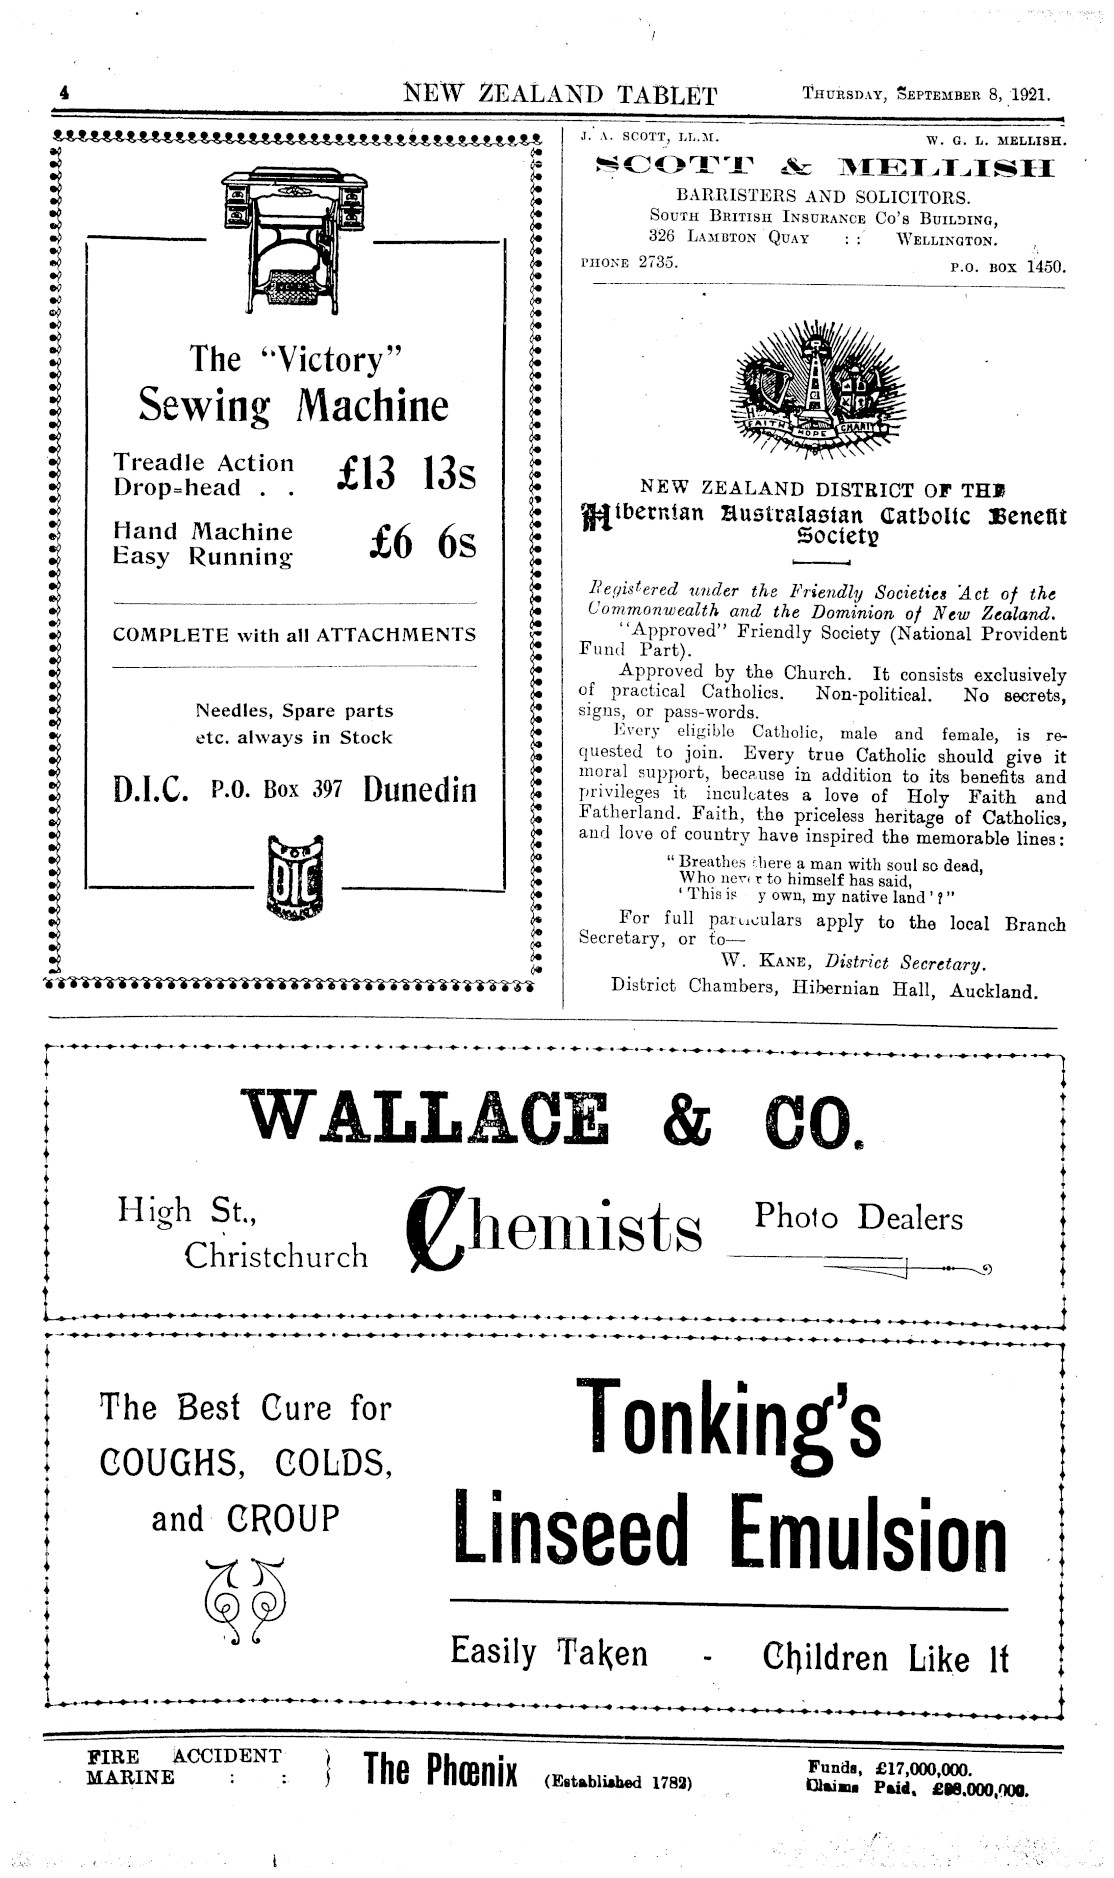 4 NEW ZEALAND TABLET THURSDAY, SEPTEMBER 8, 1921.
The "Victory"
Sewing Machine
Treadle Action
Drop=head . . £13 13s
Hand Machine
Easy Running £6 6s
COMPLETE with all ATTACHMENTS
Needles, Spare parts
etc. always in Stock
D.I.C. P.O. Box 397 Dunedin
DIC
J. A. SCOTT, LL.M. W. G. L. MELLISH.
SCOTT & MELLISH
BARRISTERS AND SOLICITORS.
SOUTH BRITISH INSURANCE CO'S BUILDING,
326 LAMBTON QUAY :: WELLINGTON.
PHONE 2735. P.O. BOX 1450.
FAITH HOPE CHARITY
NEW ZEALAND DISTRICT OF THE
Hibernian Australasian Catholic Benefit
Society
Registered under the Friendly Societies Act of the
Commonwealth and the Dominion of New Zealand.
"Approved" Friendly Society (National Provident
Fund Part).
Approved by the Church. It consists exclusively
of practical Catholics. Non-political. No secrets,
signs, or pass-words.
Every eligible Catholic, male and female, is re-
quested to join. Every true Catholic should give it
moral support, because in addition to its benefits and
privileges it inculcates a love of Holy Faith and
Fatherland. Faith, the priceless heritage of Catholics,
and love of country have inspired the memorable lines:
"Breathes there a man with soul so dead,
Who never to himself has said,
'This is y own, my native land'?"
For full particulars apply to the local Branch
Secretary, or to—
W. KANE, District Secretary.
District Chambers, Hibernian Hall, Auckland.
WALLACE & CO.
High St.,
Christchurch
Chemists
Photo Dealers
The Best Cure for
COUGHS, COLDS,
and CROUP
Tonking's
Linseed Emulsion
Easily Taken - Children Like It
FIRE ACCIDENT
MARINE : : } The Phœnix (Established 1782)
Funds, £17,000,000.
Claims Paid,